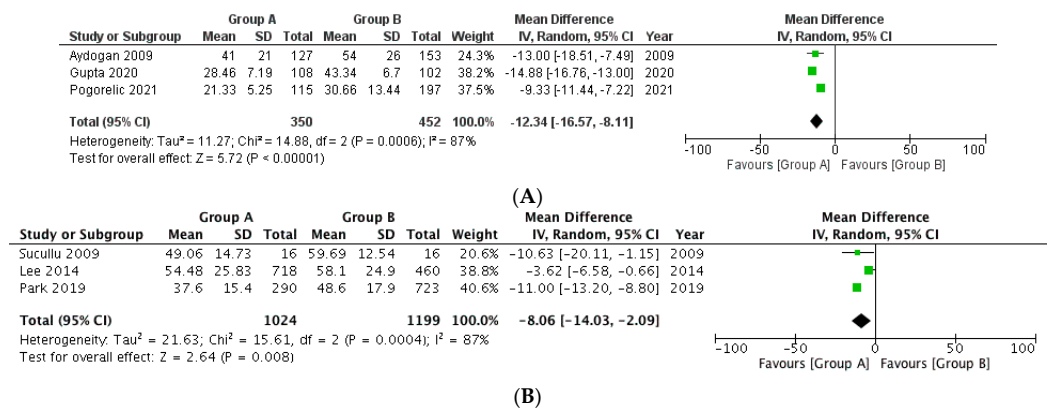 Group A Group B Mean Difference Mean Difference
Study or Subgroup Mean SD Total Mean SD Total Weight IV, Random, 95% CI Year IV, Random, 95% CI
Aydogan 2009 41 21 127 54 26 153 24.3% -13.00 [-18.51, -7.49] 2009
Gupta 2020 28.46 7.19 108 43.34 6.7 102 38.2% -14.88 [-16.76, -13.00] 2020
Pogorelic 2021 21.33 5.25 115 30.66 13.44 197 37.5% -9.33 [-11.44, -7.22] 2021
Total (95% CI) 350 452 100.0% -12.34 [-16.57, -8.11]
Heterogeneity: Tau² = 11.27; Chi² = 14.88, df = 2 (P = 0.0006); I² = 87%
Test for overall effect: Z = 5.72 (P < 0.00001)
-100 -50 0 50 100
Favours [Group A] Favours [Group B]
(A)
Group A Group B Mean Difference Mean Difference
Study or Subgroup Mean SD Total Mean SD Total Weight IV, Random, 95% CI Year IV, Random, 95% CI
Sucullu 2009 49.06 14.73 16 59.69 12.54 16 20.6% -10.63 [-20.11, -1.15] 2009
Lee 2014 54.48 25.83 718 58.1 24.9 460 38.8% -3.62 [-6.58, -0.66] 2014
Park 2019 37.6 15.4 290 48.6 17.9 723 40.6% -11.00 [-13.20, -8.80] 2019
Total (95% CI) 1024 1199 100.0% -8.06 [-14.03, -2.09]
Heterogeneity: Tau² = 21.63; Chi² = 15.61, df = 2 (P = 0.0004); I² = 87%
Test for overall effect: Z = 2.64 (P = 0.008)
-100 -50 0 50 100
Favours [Group A] Favours [Group B]
(B)